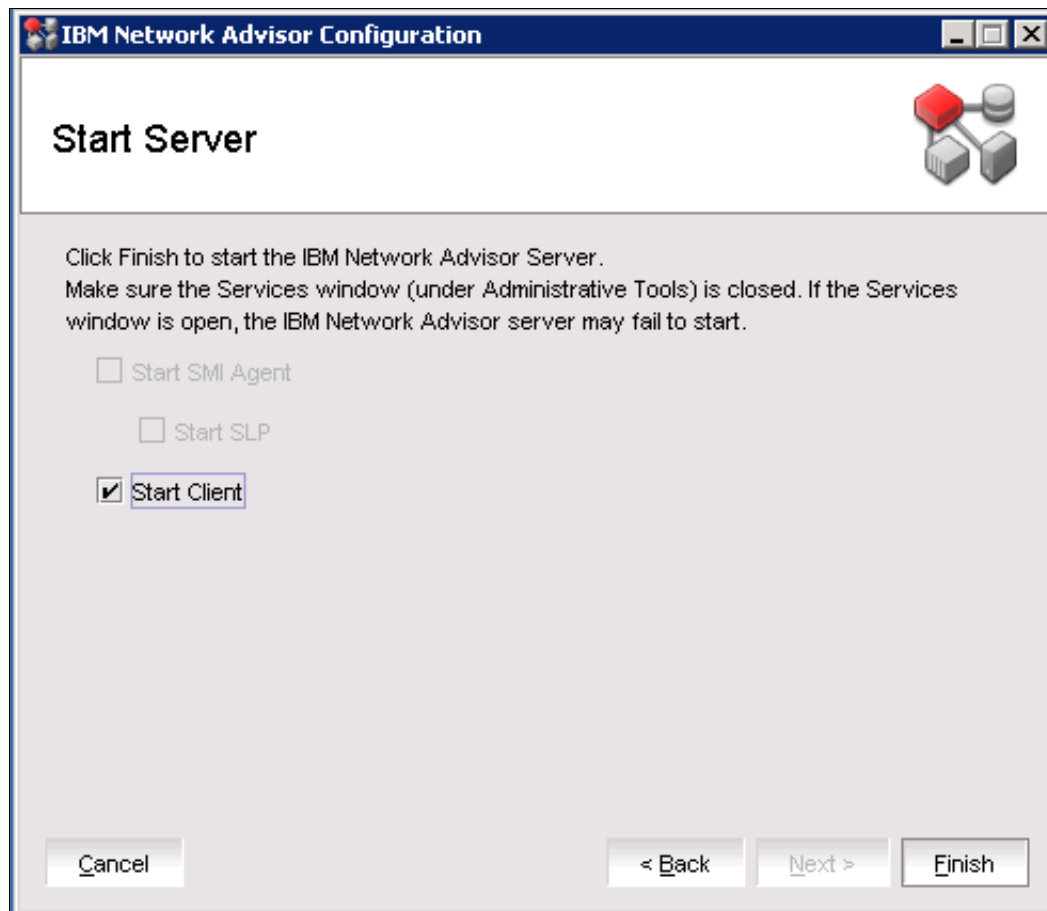 IBM Network Advisor Configuration
Start Server
Click Finish to start the IBM Network Advisor Server.
Make sure the Services window (under Administrative Tools) is closed. If the Services
window is open, the IBM Network Advisor server may fail to start.
Start SMI Agent
Start SLP
Start Client
Cancel
< Back
Next >
Finish